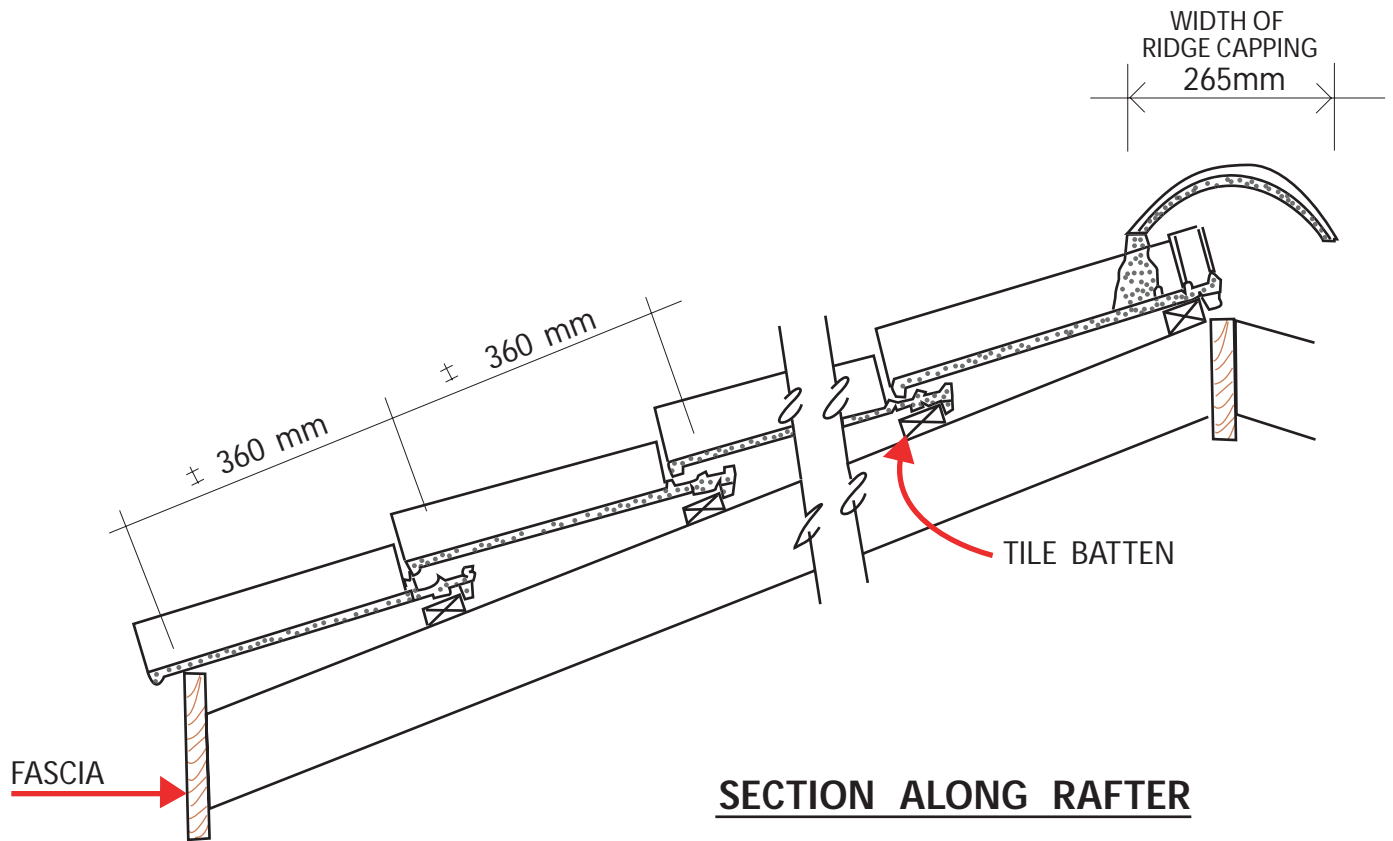 WIDTH OF
RIDGE CAPPING
265mm
± 360 mm
± 360 mm
TILE BATTEN
FASCIA
SECTION ALONG RAFTER